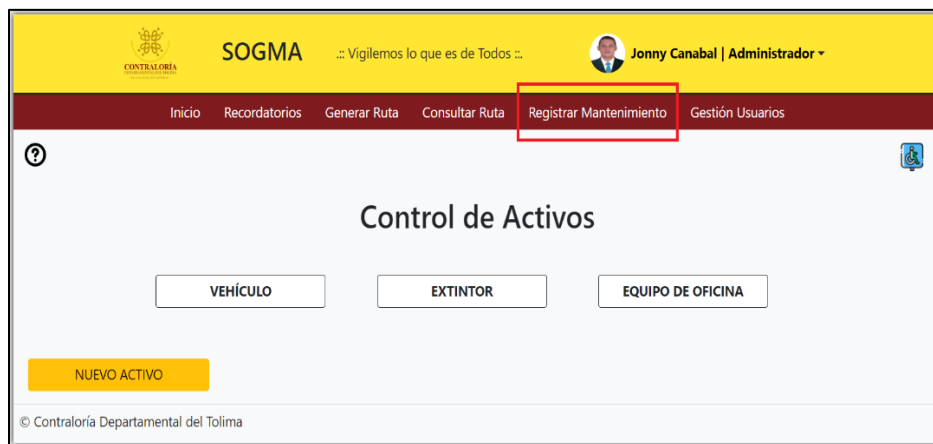 CONTRALORÍA
SOGMA
.:: Vigilemos lo que es de Todos ::.
Jonny Canabal | Administrador
Inicio Recordatorios Generar Ruta Consultar Ruta Registrar Mantenimiento Gestión Usuarios
Control de Activos
VEHÍCULO EXTINTOR EQUIPO DE OFICINA
NUEVO ACTIVO
© Contraloría Departamental del Tolima